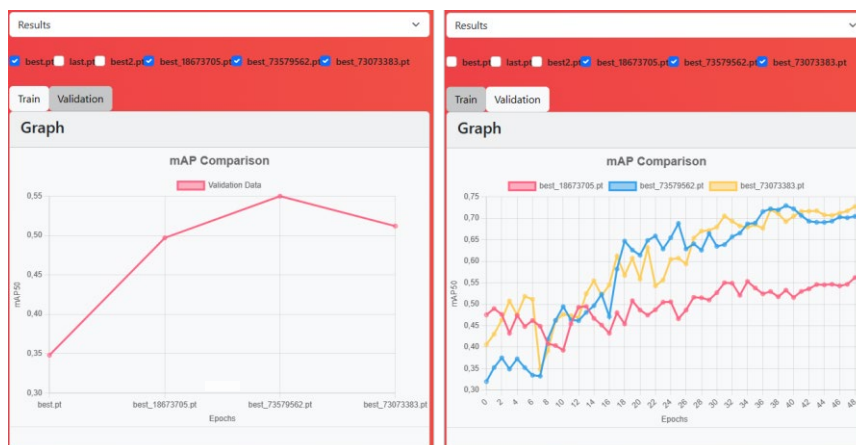 Results
best.pt last.pt best2.pt best_18673705.pt best_73579562.pt best_73073383.pt
Train Validation
Graph
mAP Comparison
Validation Data
0,55
0,50
0,45
0,40
0,35
0,30
mAP50
best.pt best_18673705.pt best_73579562.pt best_73073383.pt
Epochs
Results
best.pt last.pt best2.pt best_18673705.pt best_73579562.pt best_73073383.pt
Train Validation
Graph
mAP Comparison
best_18673705.pt best_73579562.pt best_73073383.pt
0,75
0,70
0,65
0,60
0,55
0,50
0,45
0,40
0,35
0,30
mAP50
0 2 4 6 8 10 12 14 16 18 20 22 24 26 28 30 32 34 36 38 40 42 44 46 48
Epochs